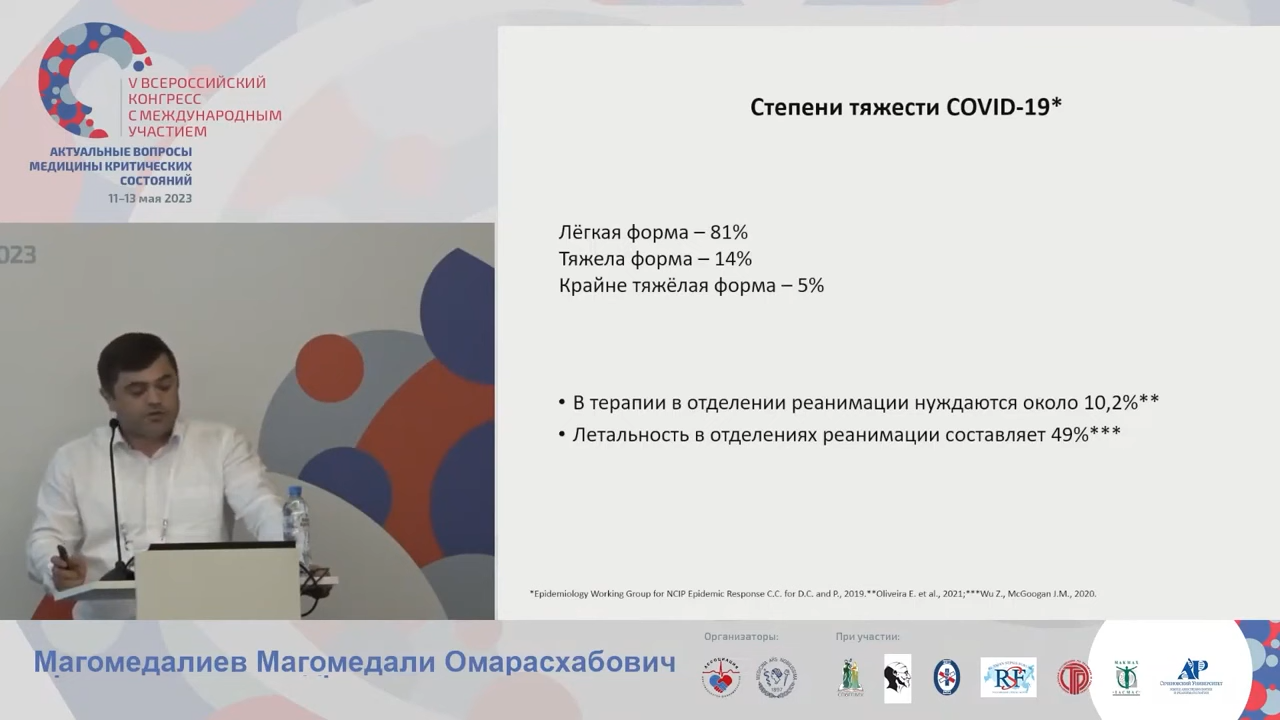 V ВСЕРОССИЙСКИЙ
КОНГРЕСС
С МЕЖДУНАРОДНЫМ
УЧАСТИЕМ
АКТУАЛЬНЫЕ ВОПРОСЫ
МЕДИЦИНЫ КРИТИЧЕСКИХ
СОСТОЯНИЙ
11–13 мая 2023
023
Степени тяжести COVID-19*
Лёгкая форма – 81%
Тяжела форма – 14%
Крайне тяжёлая форма – 5%
• В терапии в отделении реанимации нуждаются около 10,2%**
• Летальность в отделениях реанимации составляет 49%***
*Epidemiology Working Group for NCIP Epidemic Response C.C. for D.C. and P., 2019.**Oliveira E. et al., 2021;***Wu Z., McGoogan J.M., 2020.
Магомедалиев Магомедали Омарасхабович
Организаторы:
При участии: